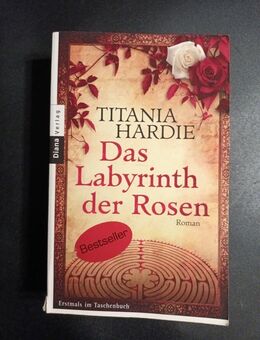 TITANIA
HARDIE
Das
Labyrinth
der Rosen
Roman
Bestseller
Erstmals im Taschenbuch
Diana Verlag